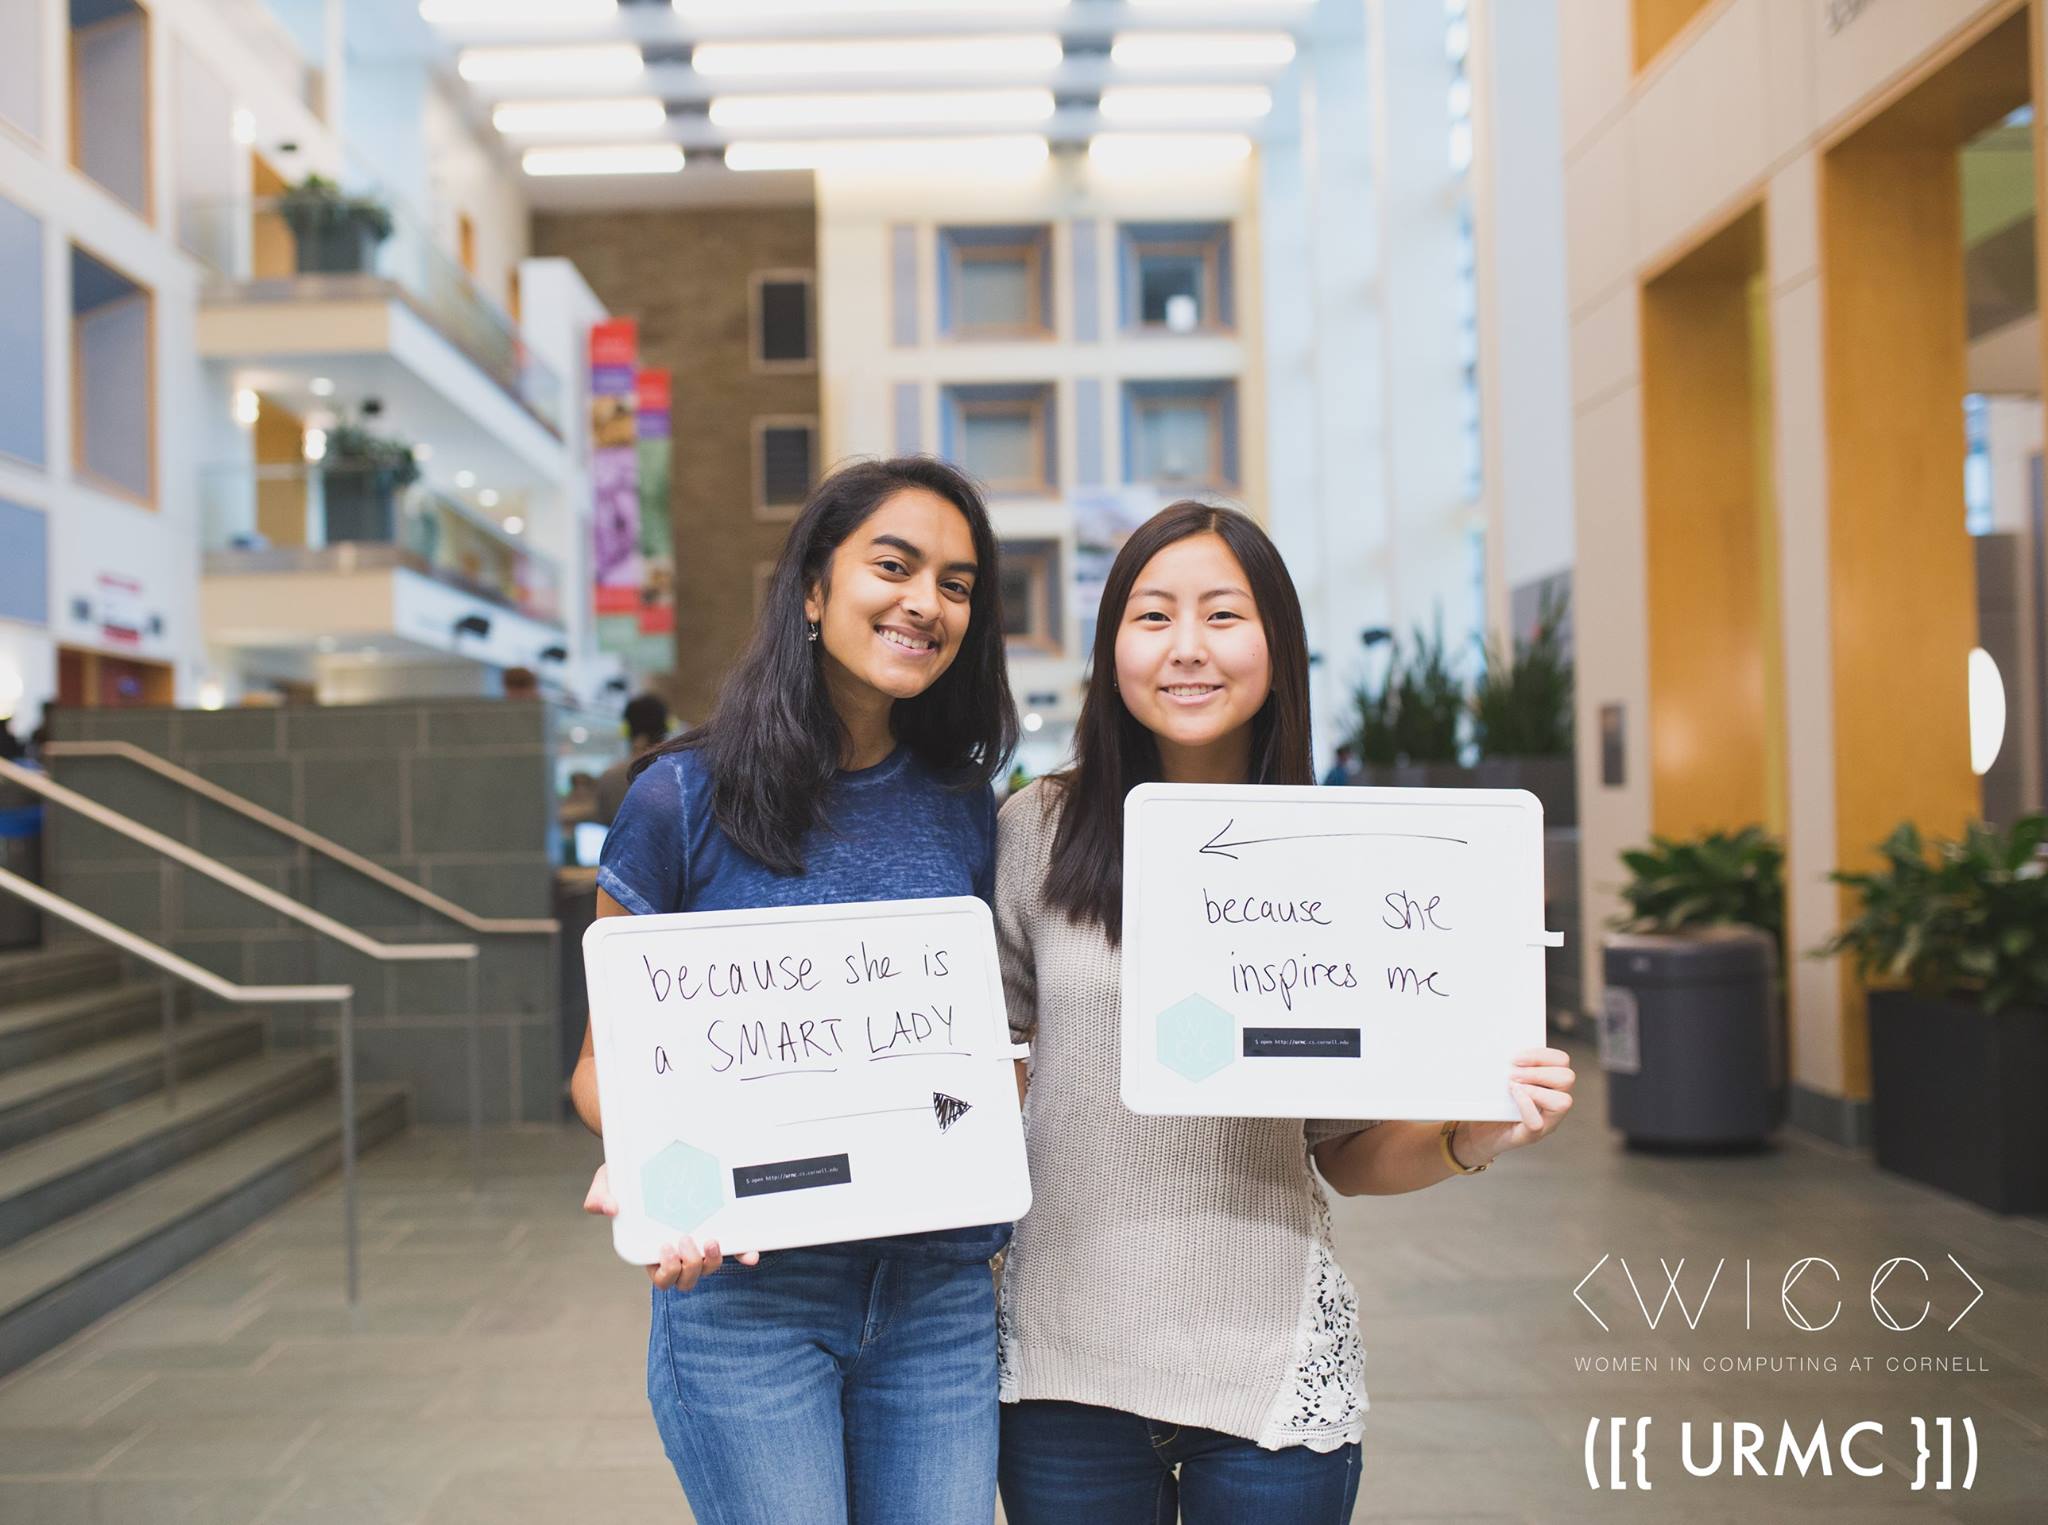 because she is
a SMART LADY
$ open http://urmc.cs.cornell.edu
because she
inspires me
$ open http://urmc.cs.cornell.edu
<WICC>
WOMEN IN COMPUTING AT CORNELL
([{ URMC }])